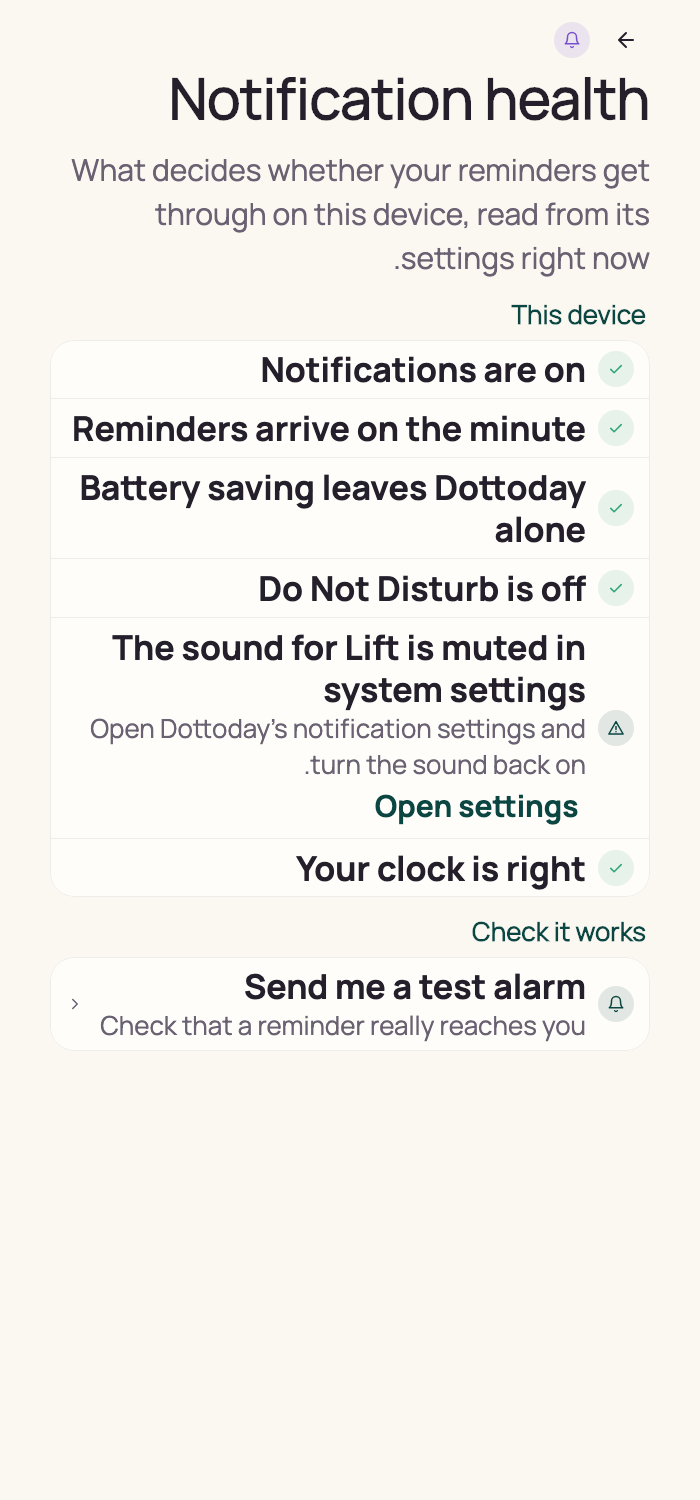 Notification health
What decides whether your reminders get
through on this device, read from its
.settings right now
This device
Notifications are on
Reminders arrive on the minute
Battery saving leaves Dottoday
alone
Do Not Disturb is off
The sound for Lift is muted in
system settings
Open Dottoday's notification settings and
.turn the sound back on
Open settings
Your clock is right
Check it works
Send me a test alarm
Check that a reminder really reaches you